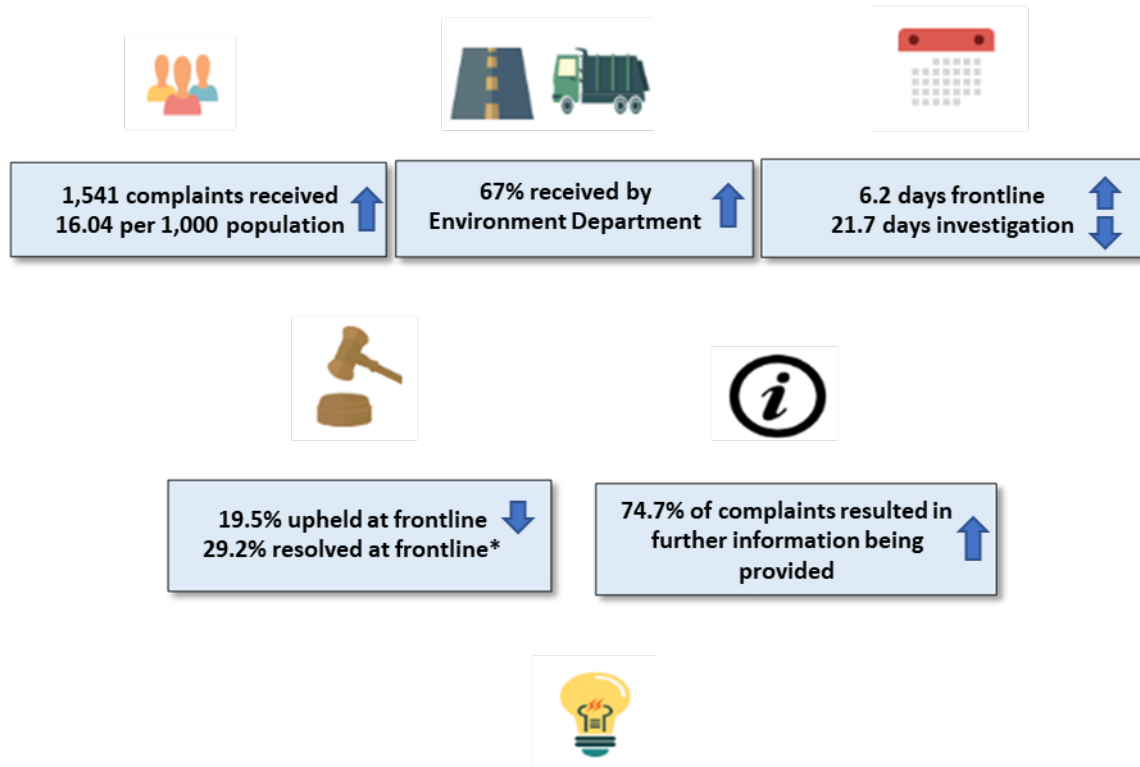 1,541 complaints received
16.04 per 1,000 population
67% received by
Environment Department
6.2 days frontline
21.7 days investigation
19.5% upheld at frontline
29.2% resolved at frontline*
i
74.7% of complaints resulted in
further information being
provided